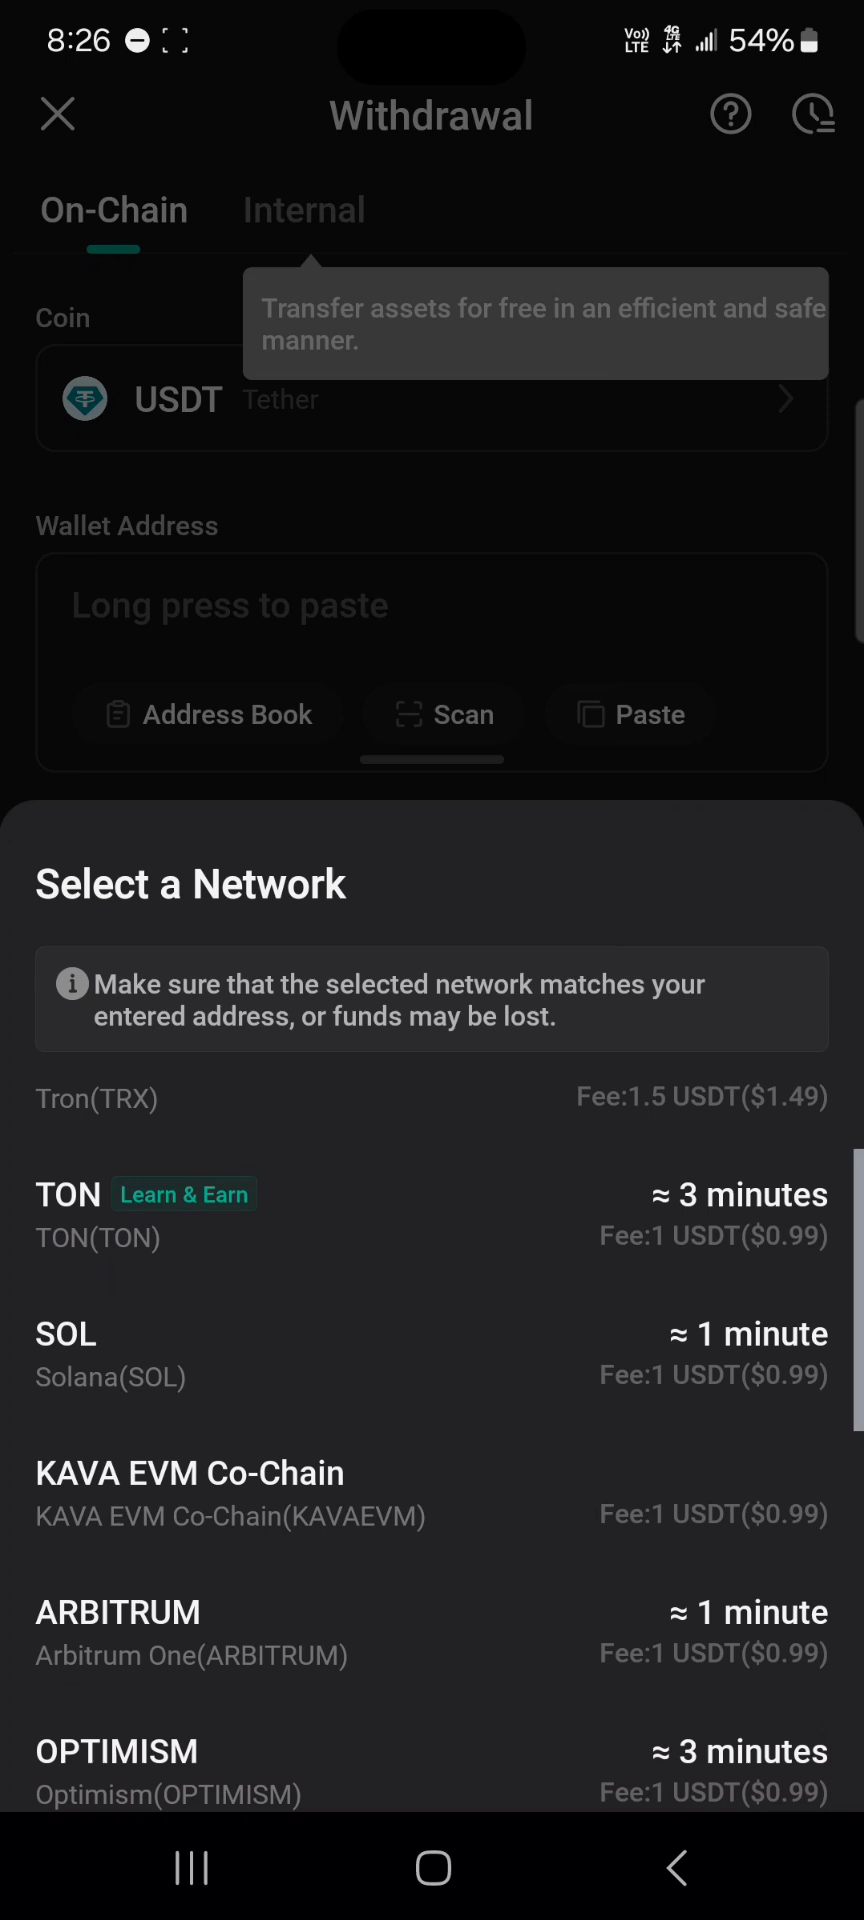 8:26
Vo)) LTE 4G LTE 54%
Withdrawal
On-Chain Internal
Transfer assets for free in an efficient and safe
manner.
Coin
USDT Tether
Wallet Address
Long press to paste
Address Book Scan Paste
Select a Network
Make sure that the selected network matches your
entered address, or funds may be lost.
Tron(TRX) Fee:1.5 USDT($1.49)
TON Learn & Earn ≈ 3 minutes
TON(TON) Fee:1 USDT($0.99)
SOL ≈ 1 minute
Solana(SOL) Fee:1 USDT($0.99)
KAVA EVM Co-Chain
KAVA EVM Co-Chain(KAVAEVM) Fee:1 USDT($0.99)
ARBITRUM ≈ 1 minute
Arbitrum One(ARBITRUM) Fee:1 USDT($0.99)
OPTIMISM ≈ 3 minutes
Optimism(OPTIMISM) Fee:1 USDT($0.99)